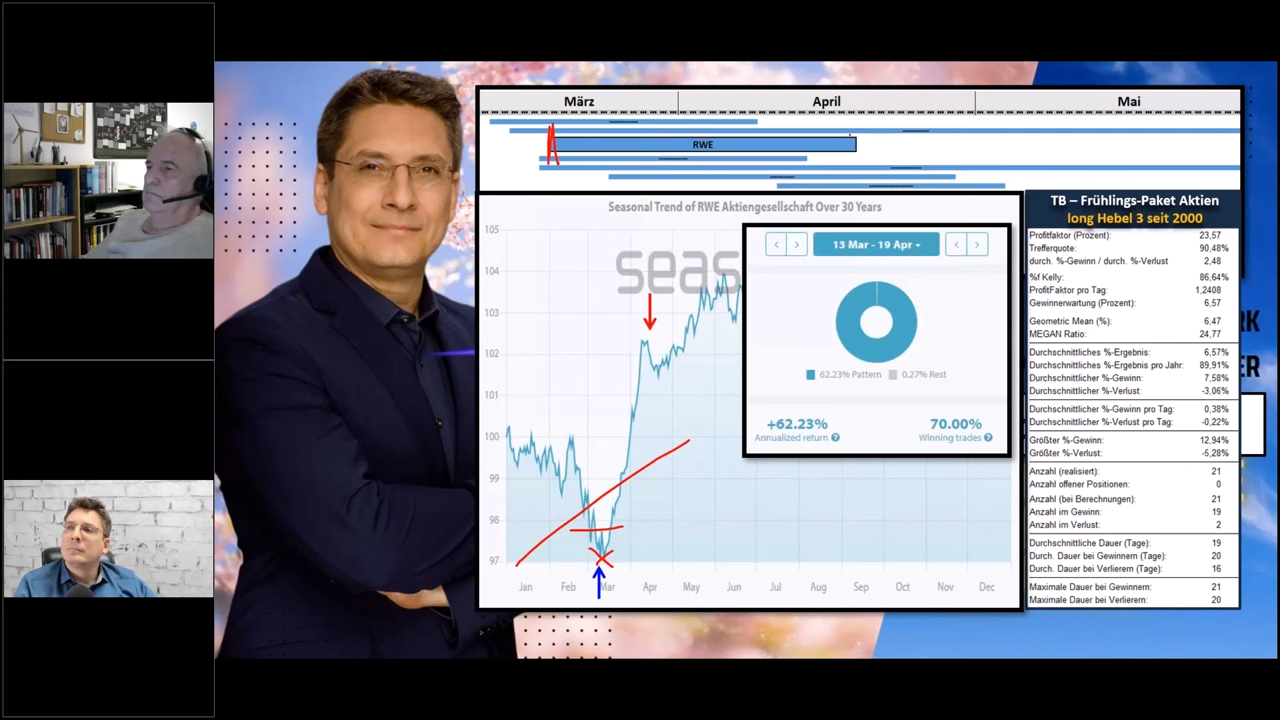 März April Mai
RWE
Seasonal Trend of RWE Aktiengesellschaft Over 30 Years
seas
105
104
103
102
101
100
99
98
97
Jan Feb Mar Apr May Jun Jul Aug Sep Oct Nov Dec
13 Mar - 19 Apr
62.23% Pattern 0.27% Rest
+62.23% 70.00%
Annualized return Winning trades
TB – Frühlings-Paket Aktien
long Hebel 3 seit 2000
Profitfaktor (Prozent): 23,57
Trefferquote: 90,48%
durch. %-Gewinn / durch. %-Verlust 2,48
%f Kelly: 86,64%
ProfitFaktor pro Tag: 1,2408
Gewinnerwartung (Prozent): 6,57
Geometric Mean (%): 6,47
MEGAN Ratio: 24,77
Durchschnittliches %-Ergebnis: 6,57%
Durchschnittliches %-Ergebnis pro Jahr: 89,91%
Durchschnittlicher %-Gewinn: 7,58%
Durchschnittlicher %-Verlust: -3,06%
Durchschnittlicher %-Gewinn pro Tag: 0,38%
Durchschnittlicher %-Verlust pro Tag: -0,22%
Größter %-Gewinn: 12,94%
Größter %-Verlust: -5,28%
Anzahl (realisiert): 21
Anzahl offener Positionen: 0
Anzahl (bei Berechnungen): 21
Anzahl im Gewinn: 19
Anzahl im Verlust: 2
Durchschnittliche Dauer (Tage): 19
Durch. Dauer bei Gewinnern (Tage): 20
Durch. Dauer bei Verlierern (Tage): 16
Maximale Dauer bei Gewinnern: 21
Maximale Dauer bei Verlierern: 20
RK
ER